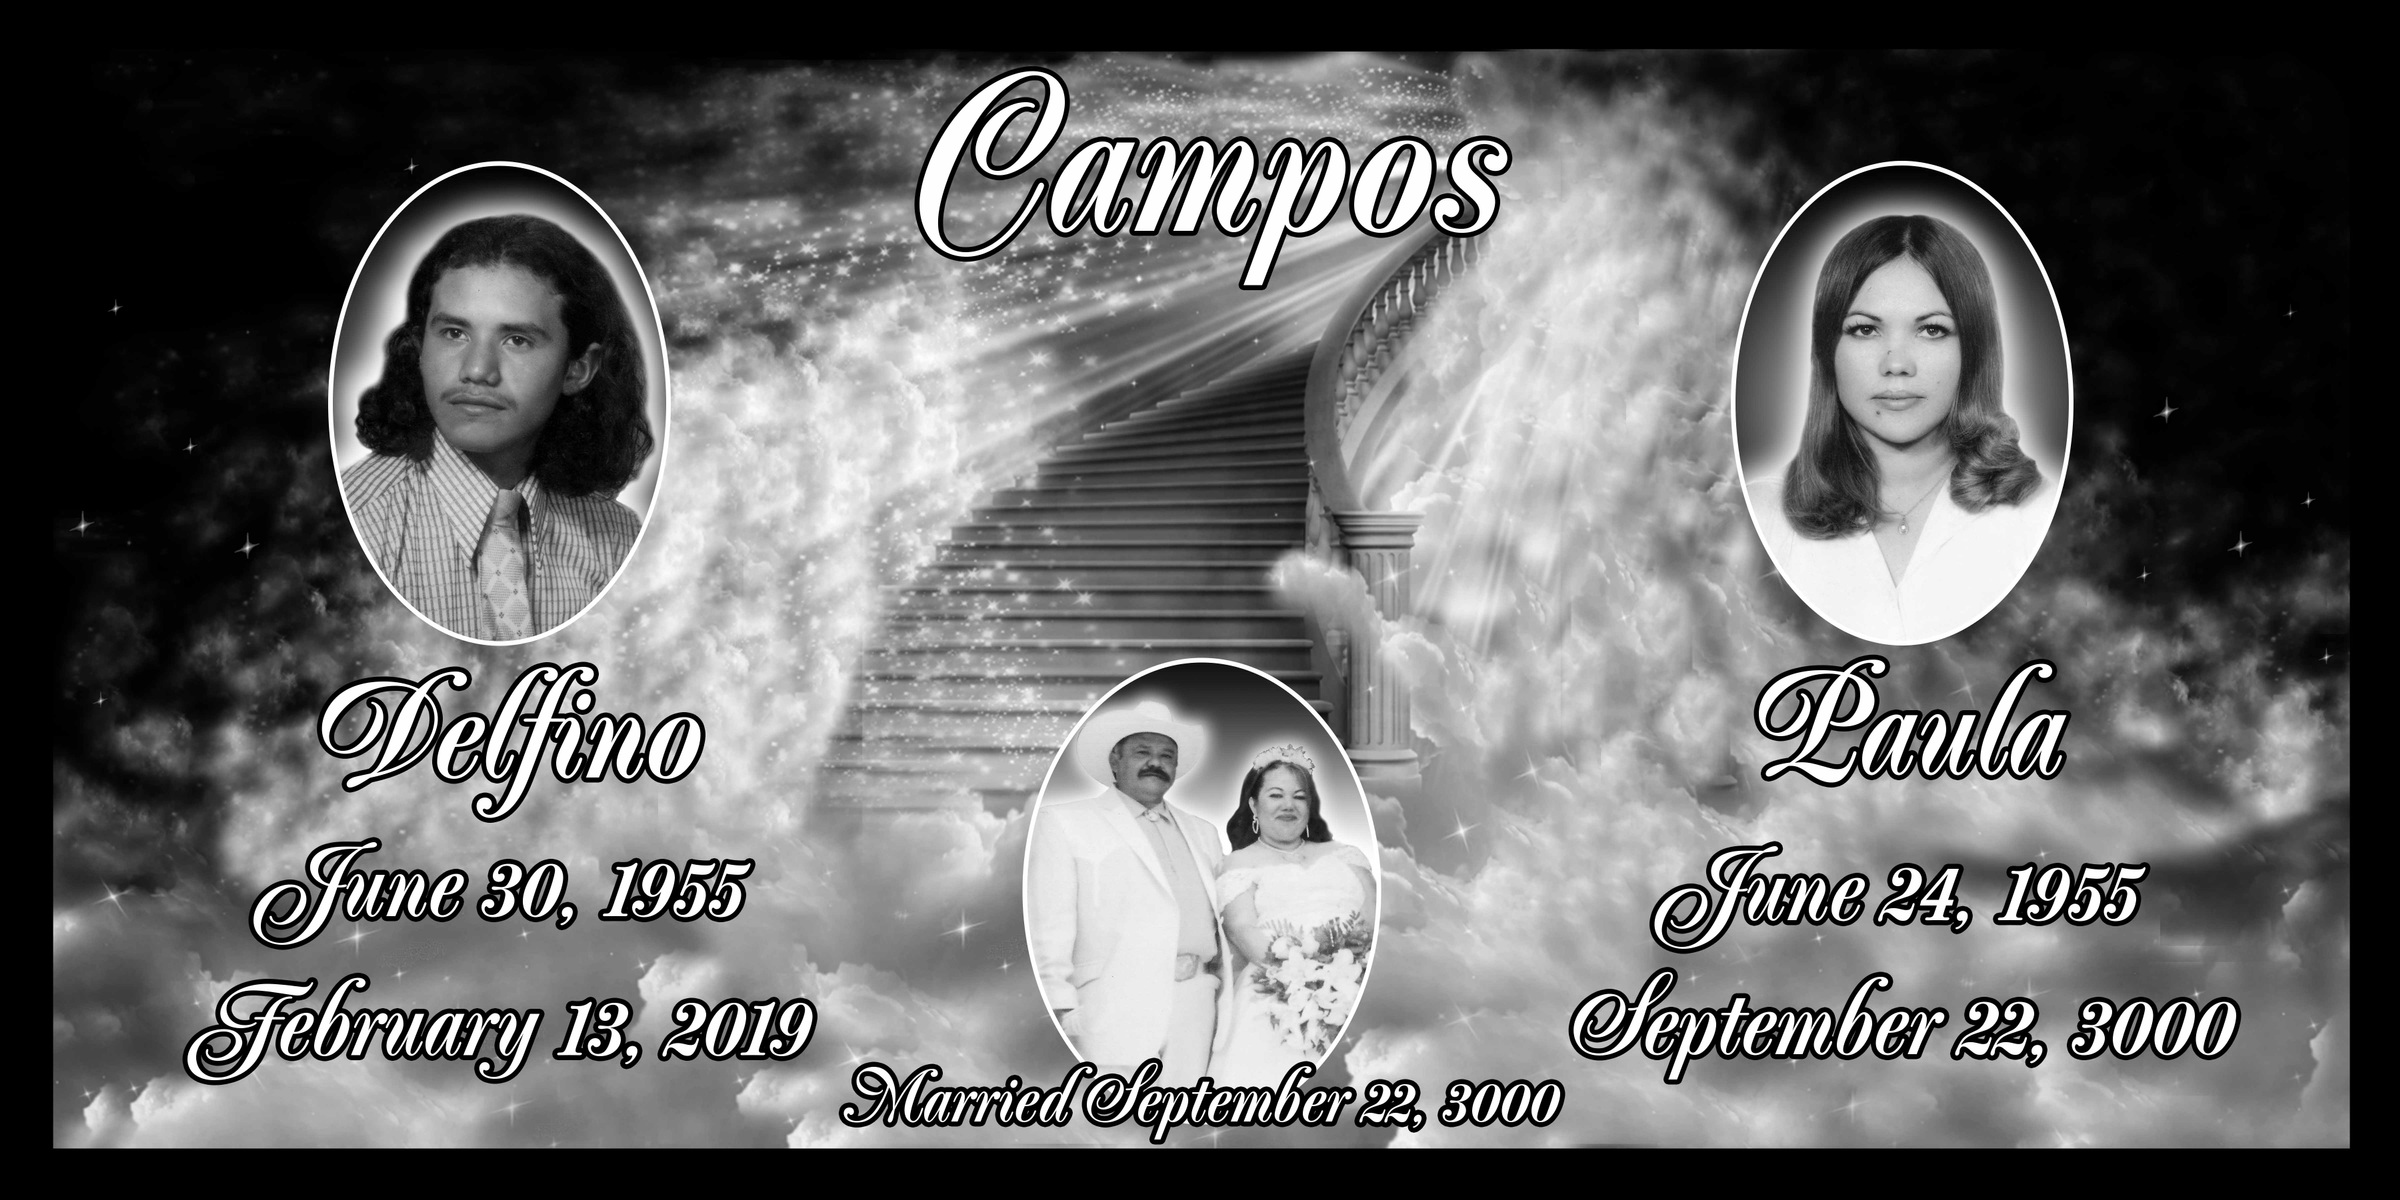 Campos
Delfino
June 30, 1955
February 13, 2019
Paula
June 24, 1955
September 22, 3000
Married September 22, 3000